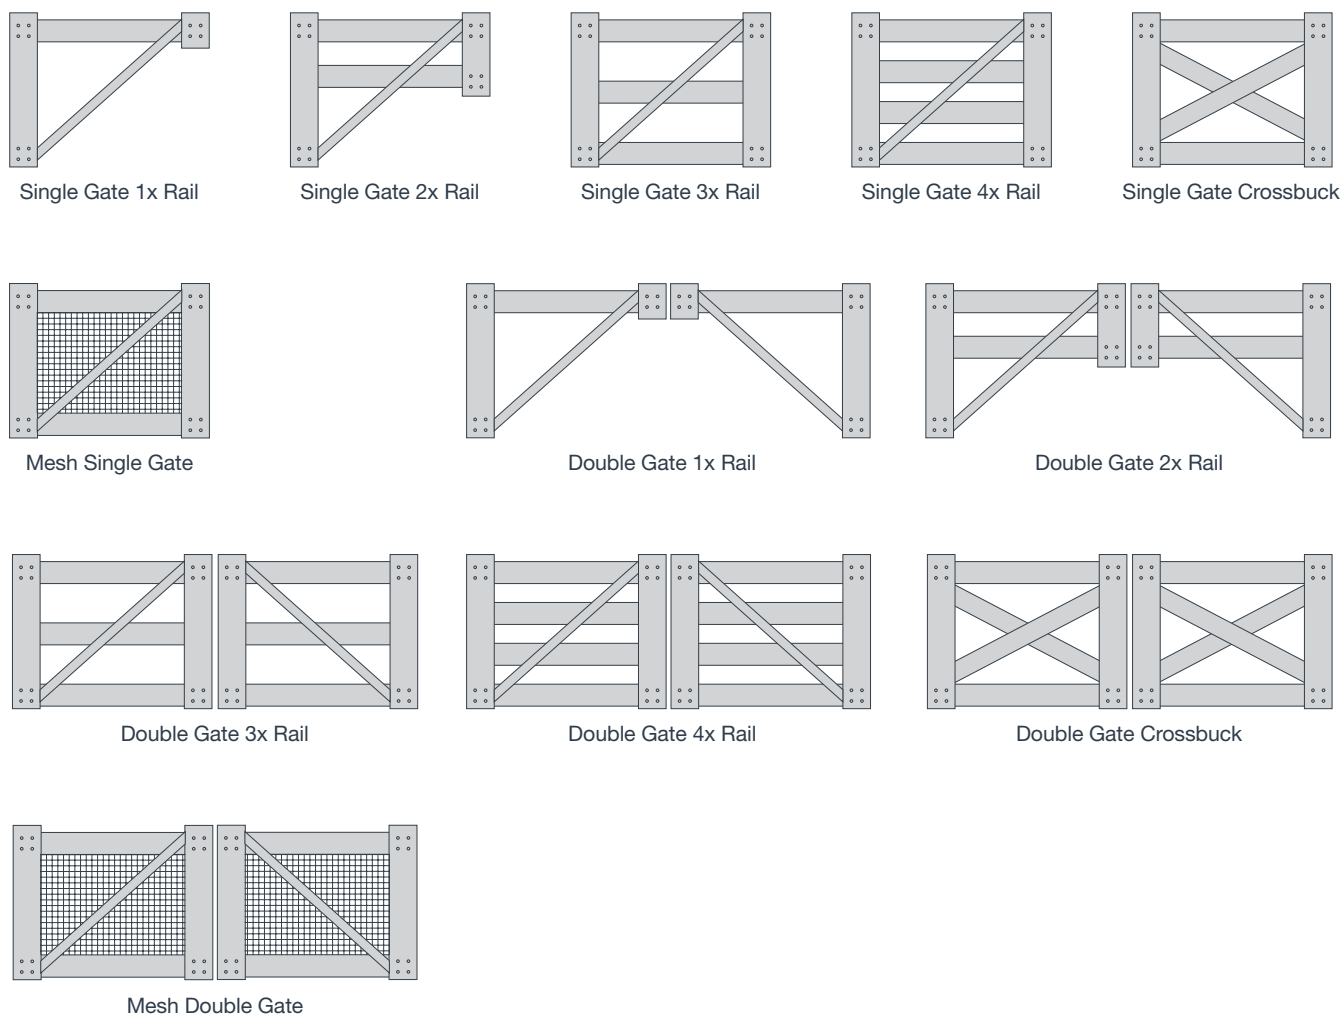 Single Gate 1x Rail
Single Gate 2x Rail
Single Gate 3x Rail
Single Gate 4x Rail
Single Gate Crossbuck
Mesh Single Gate
Double Gate 1x Rail
Double Gate 2x Rail
Double Gate 3x Rail
Double Gate 4x Rail
Double Gate Crossbuck
Mesh Double Gate